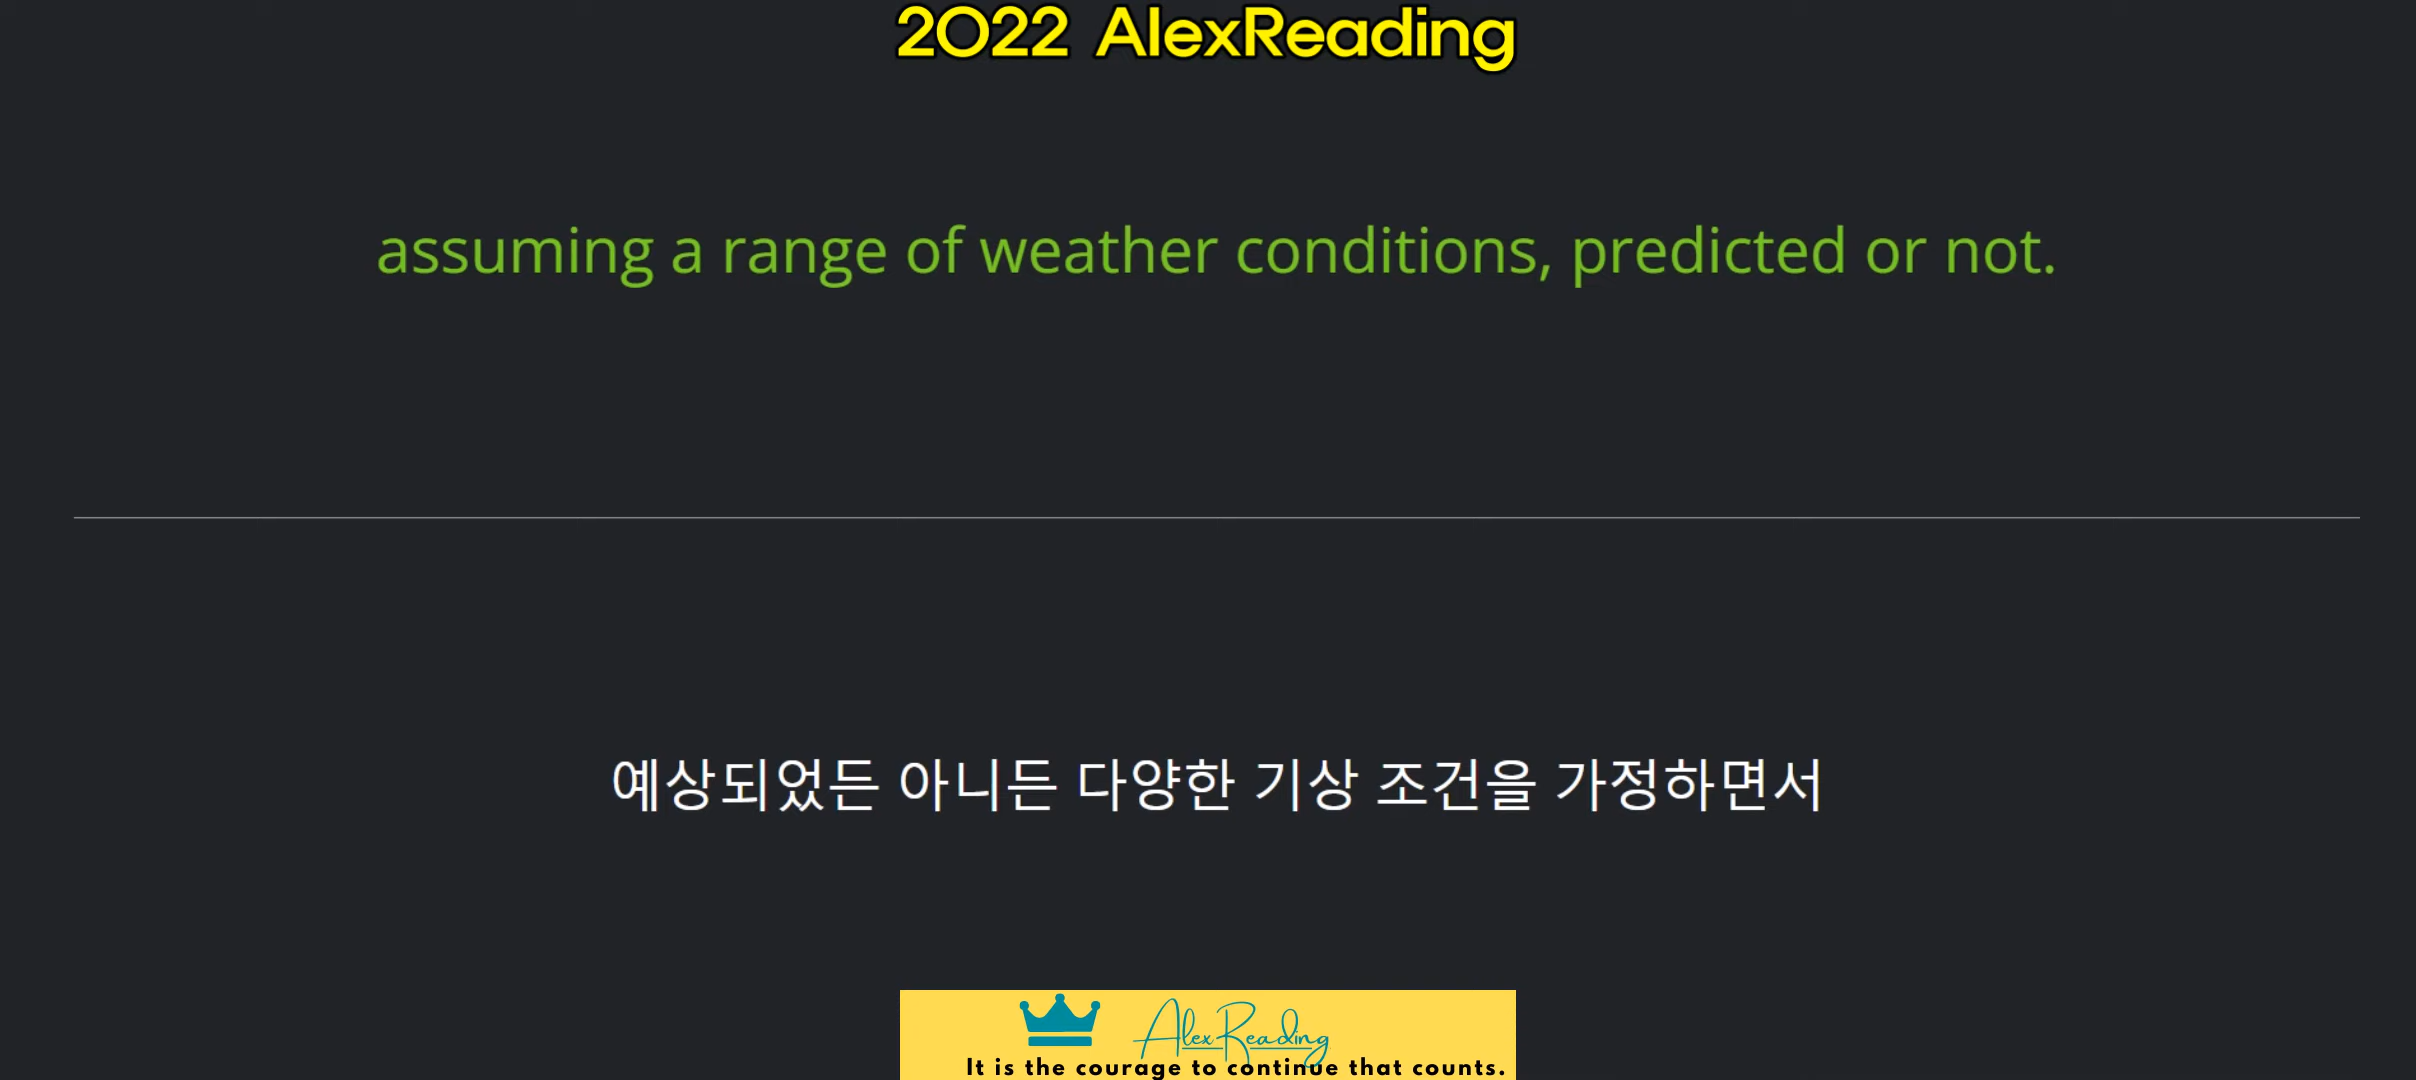 2022 AlexReading
assuming a range of weather conditions, predicted or not.
예상되었든 아니든 다양한 기상 조건을 가정하면서
AlexReading
It is the courage to continue that counts.